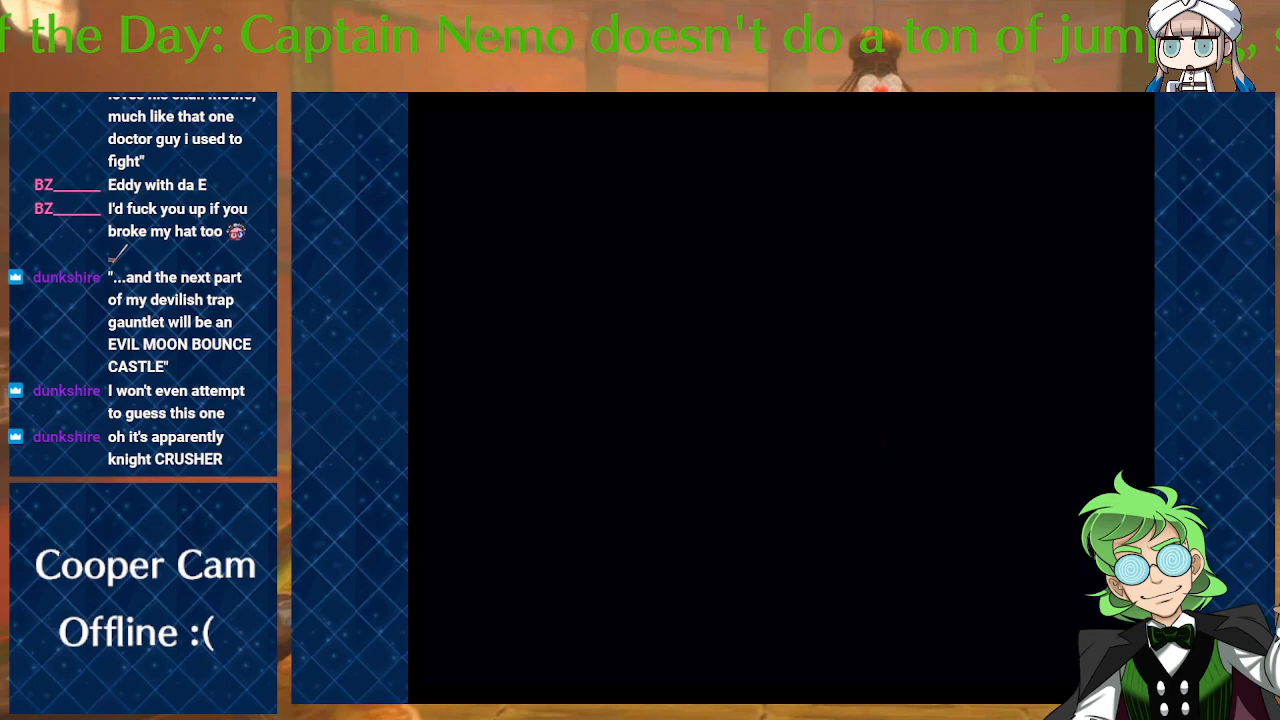 f the Day: Captain Nemo doesn't do a ton of jump
much like that one
doctor guy i used to
fight"
BZ______ Eddy with da E
BZ______ I'd fuck you up if you
broke my hat too
dunkshire "...and the next part
of my devilish trap
gauntlet will be an
EVIL MOON BOUNCE
CASTLE"
dunkshire I won't even attempt
to guess this one
dunkshire oh it's apparently
knight CRUSHER
Cooper Cam
Offline :(